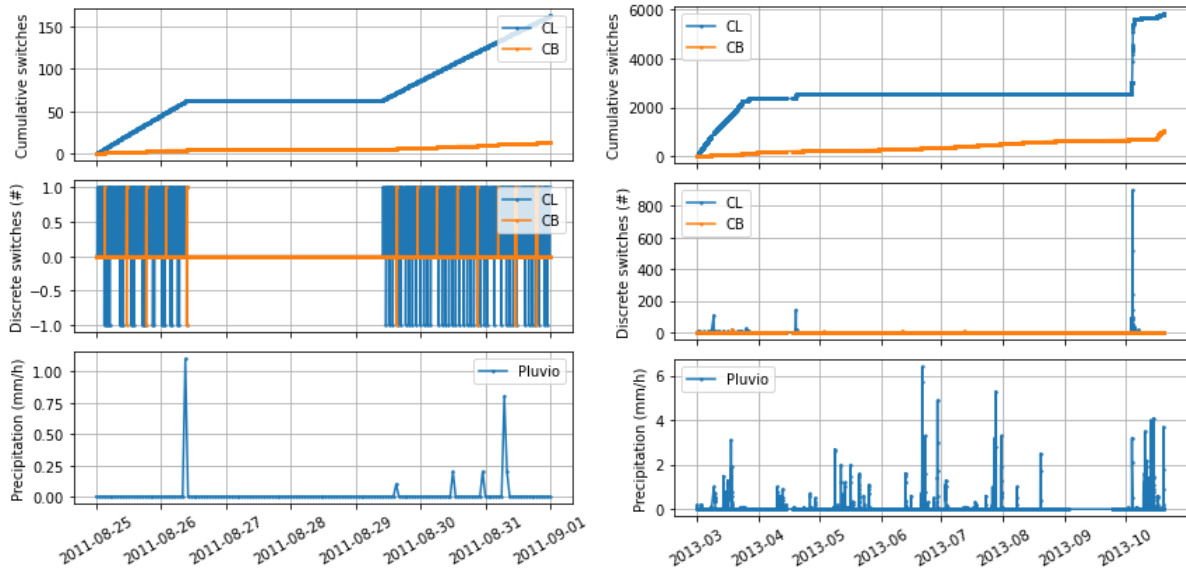 Cumulative switches
150
100
50
0
CL
CB
Discrete switches (#)
1.0
0.5
0.0
−0.5
−1.0
CL
CB
Precipitation (mm/h)
1.00
0.75
0.50
0.25
0.00
Pluvio
2011-08-25
2011-08-26
2011-08-27
2011-08-28
2011-08-29
2011-08-30
2011-08-31
2011-09-01
Cumulative switches
6000
4000
2000
0
CL
CB
Discrete switches (#)
800
600
400
200
0
CL
CB
Precipitation (mm/h)
6
4
2
0
Pluvio
2013-03
2013-04
2013-05
2013-06
2013-07
2013-08
2013-09
2013-10